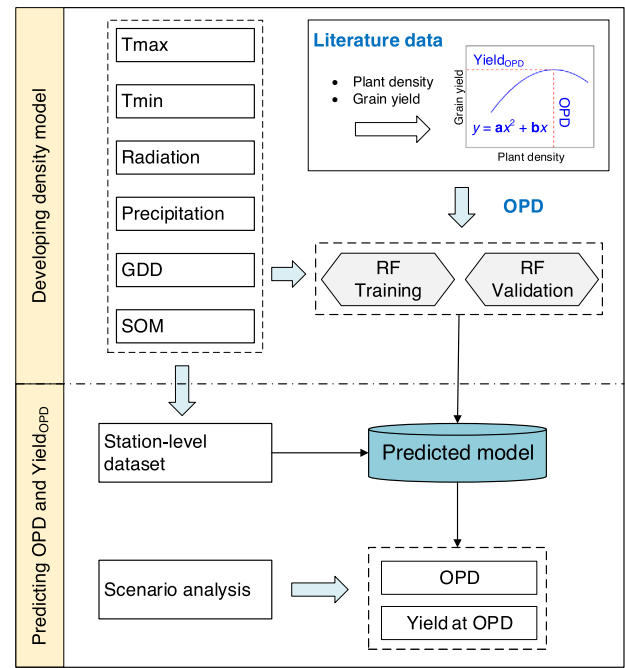 Developing density model
Tmax
Tmin
Radiation
Precipitation
GDD
SOM
Literature data
• Plant density
• Grain yield
Grain yield
Yield_OPD
OPD
y = ax² + bx
Plant density
OPD
RF
Training
RF
Validation
Predicting OPD and Yield_OPD
Station-level
dataset
Predicted model
Scenario analysis
OPD
Yield at OPD